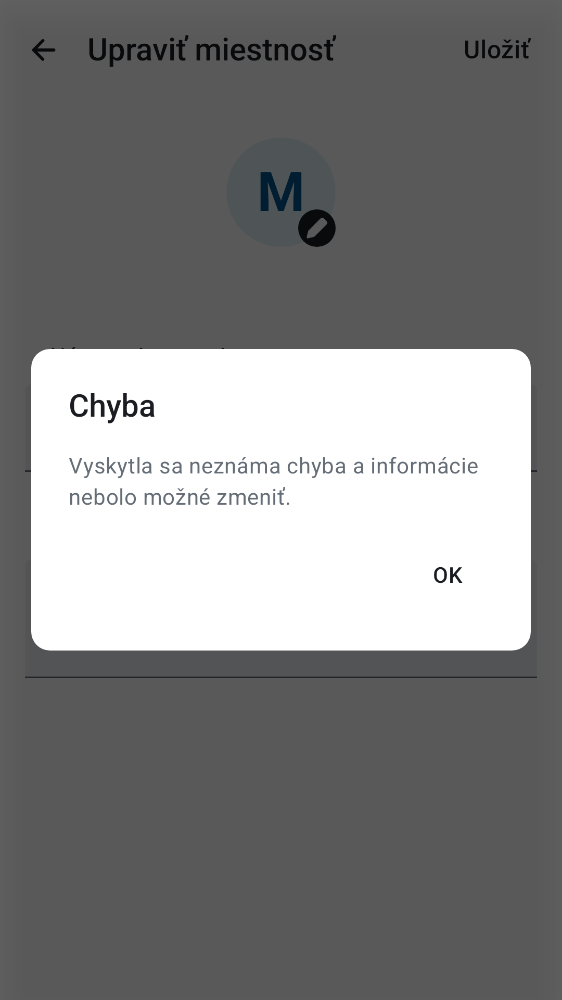 Upraviť miestnosť
Uložiť
M
Chyba
Vyskytla sa neznáma chyba a informácie
nebolo možné zmeniť.
OK